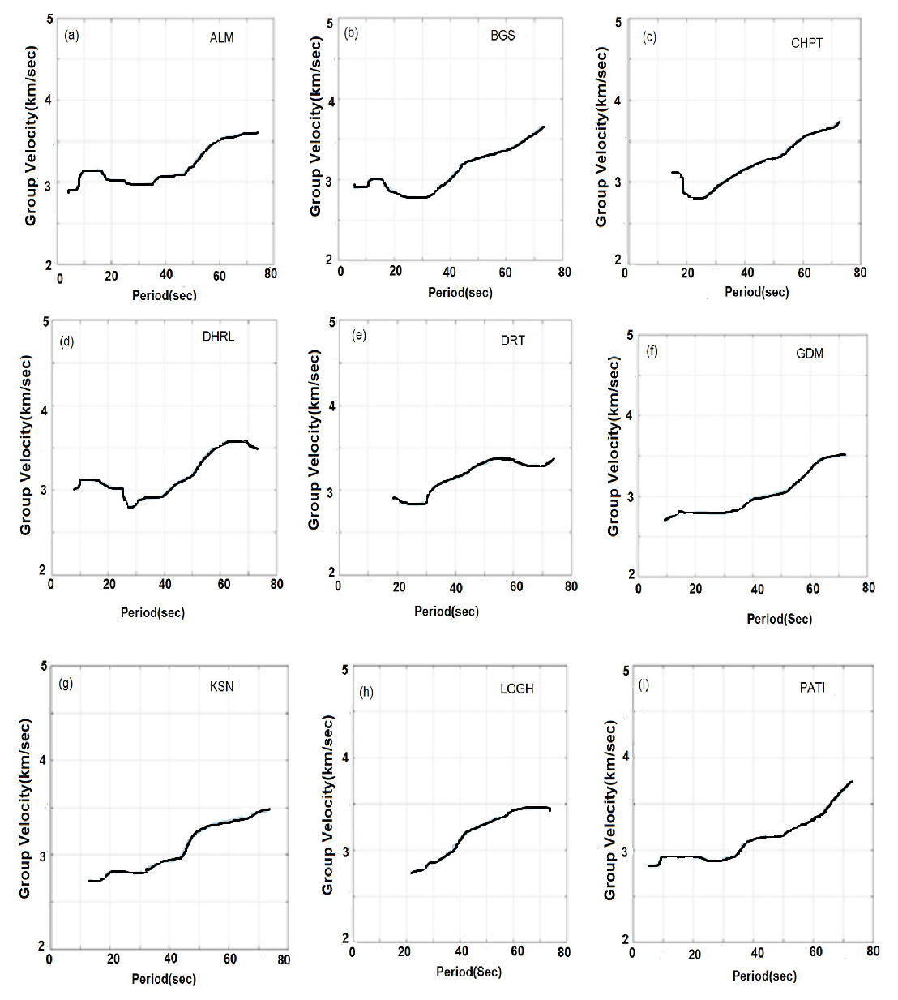 (a)
ALM
Group Velocity(km/sec)
5
4
3
2
0
20
40
60
80
Period(sec)
(b)
BGS
Group Velocity(km/sec)
5
4
3
2
0
20
40
60
80
Period(sec)
(c)
CHPT
Group Velocity(km/sec)
5
4
3
2
0
20
40
60
80
Period(sec)
(d)
DHRL
Group Velocity(km/sec)
5
4
3
2
0
20
40
60
80
Period(sec)
(e)
DRT
Group Velocity(km/sec)
5
4
3
2
0
20
40
60
80
Period(sec)
(f)
GDM
Group Velocity(km/sec)
5
4
3
2
0
20
40
60
80
Period(Sec)
(g)
KSN
Group Velocity(km/sec)
5
4
3
2
0
20
40
60
80
Period(sec)
(h)
LOGH
Group Velocity(km/sec)
5
4
3
2
0
20
40
60
80
Period(Sec)
(i)
PATI
Group Velocity(km/sec)
5
4
3
2
0
20
40
60
80
Period(sec)